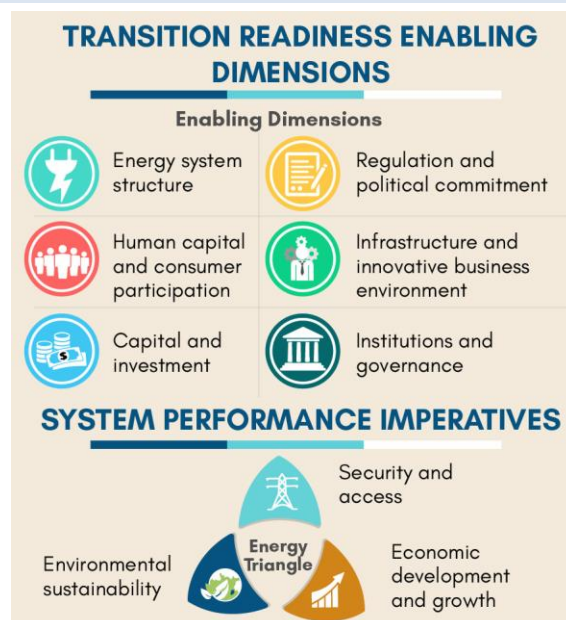 TRANSITION READINESS ENABLING
DIMENSIONS
Enabling Dimensions
Energy system
structure
Regulation and
political commitment
Human capital
and consumer
participation
Infrastructure and
innovative business
environment
Capital and
investment
Institutions and
governance
SYSTEM PERFORMANCE IMPERATIVES
Security and
access
Energy
Triangle
Environmental
sustainability
Economic
development
and growth